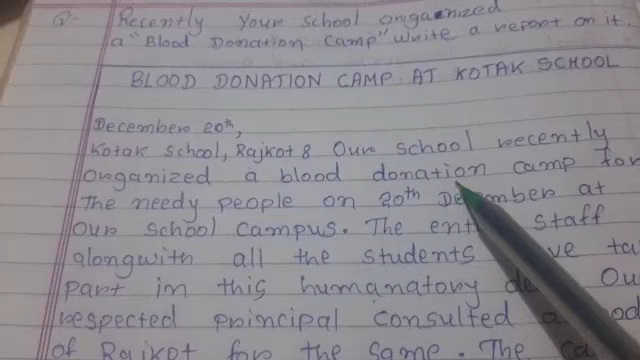 Q. Recently your school organized
a "Blood Donation Camp" write a report on it.
BLOOD DONATION CAMP AT KOTAK SCHOOL
December 20th,
Kotak School, Rajkot : Our school recently
organized a blood donation camp for
the needy people on 20th December at
our school campus. The staff
alongwith all the students
part in this humanatory Our
respected principal consulted a
of Rajkot for the same. The